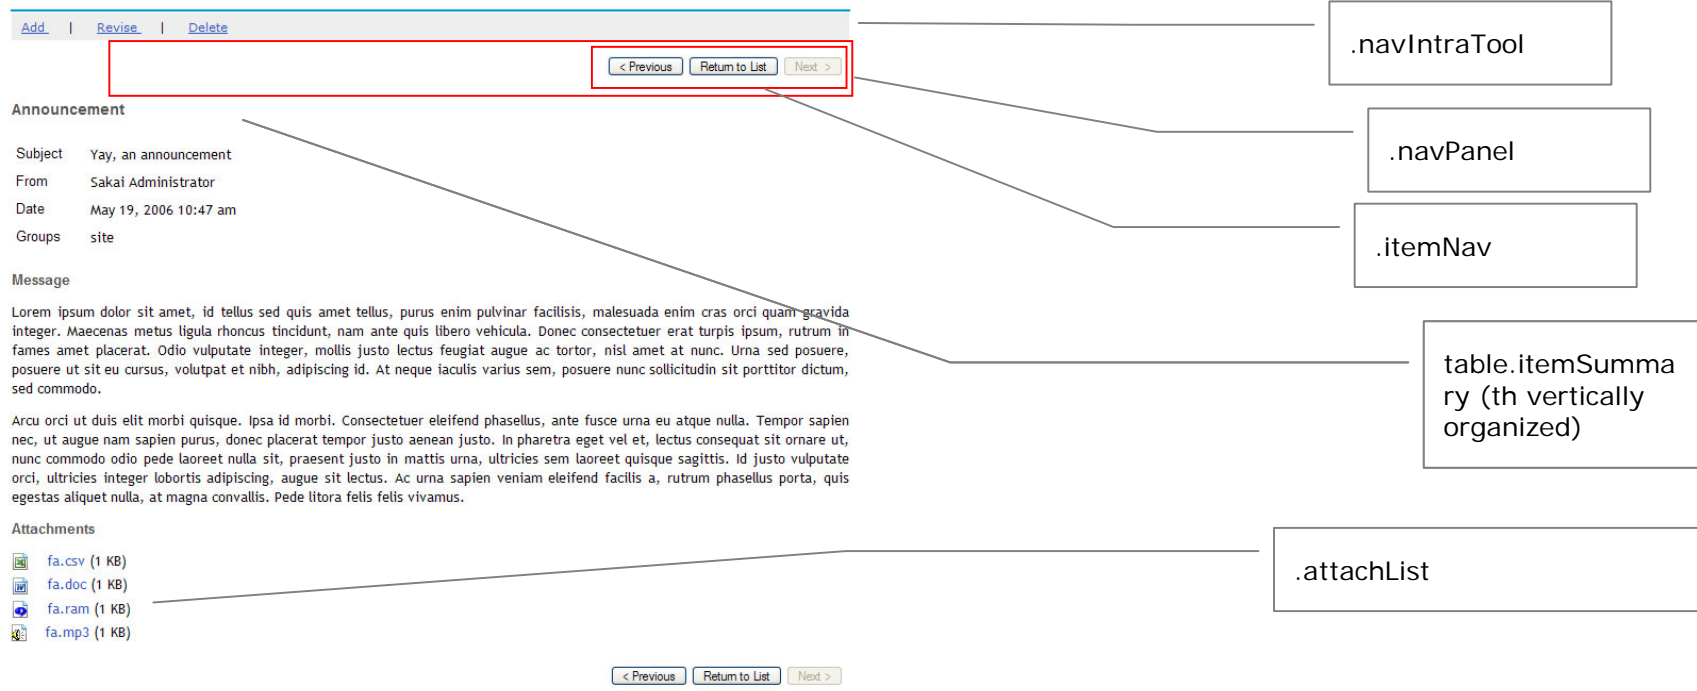 Add | Revise | Delete
.navIntraTool
< Previous Return to List Next >
Announcement
.navPanel
Subject Yay, an announcement
From Sakai Administrator
Date May 19, 2006 10:47 am
Groups site
.itemNav
Message
Lorem ipsum dolor sit amet, id tellus sed quis amet tellus, purus enim pulvinar facilisis, malesuada enim cras orci quam gravida
integer. Maecenas metus ligula rhoncus tincidunt, nam ante quis libero vehicula. Donec consectetuer erat turpis ipsum, rutrum in
fames amet placerat. Odio vulputate integer, mollis justo lectus feugiat augue ac tortor, nisl amet at nunc. Urna sed posuere,
posuere ut sit eu cursus, volutpat et nibh, adipiscing id. At neque iaculis varius sem, posuere nunc sollicitudin sit porttitor dictum,
sed commodo.
table.itemSumma
ry (th vertically
organized)
Arcu orci ut duis elit morbi quisque. Ipsa id morbi. Consectetuer eleifend phasellus, ante fusce urna eu atque nulla. Tempor sapien
nec, ut augue nam sapien purus, donec placerat tempor justo aenean justo. In pharetra eget vel et, lectus consequat sit ornare ut,
nunc commodo odio pede laoreet nulla sit, praesent justo in mattis urna, ultricies sem laoreet quisque sagittis. Id justo vulputate
orci, ultricies integer lobortis adipiscing, augue sit lectus. Ac urna sapien veniam eleifend facilis a, rutrum phasellus porta, quis
egestas aliquet nulla, at magna convallis. Pede litora felis felis vivamus.
Attachments
fa.csv (1 KB)
fa.doc (1 KB)
fa.ram (1 KB)
fa.mp3 (1 KB)
.attachList
< Previous Return to List Next >